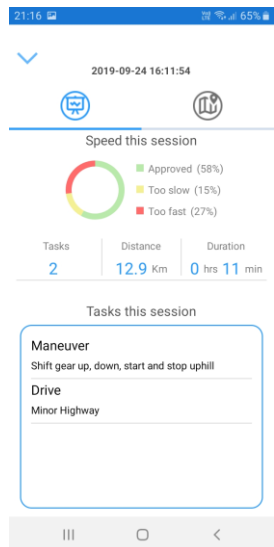 21:16 65%
2019-09-24 16:11:54
Speed this session
Approved (58%)
Too slow (15%)
Too fast (27%)
Tasks Distance Duration
2 12.9 Km 0 hrs 11 min
Tasks this session
Maneuver
Shift gear up, down, start and stop uphill
Drive
Minor Highway